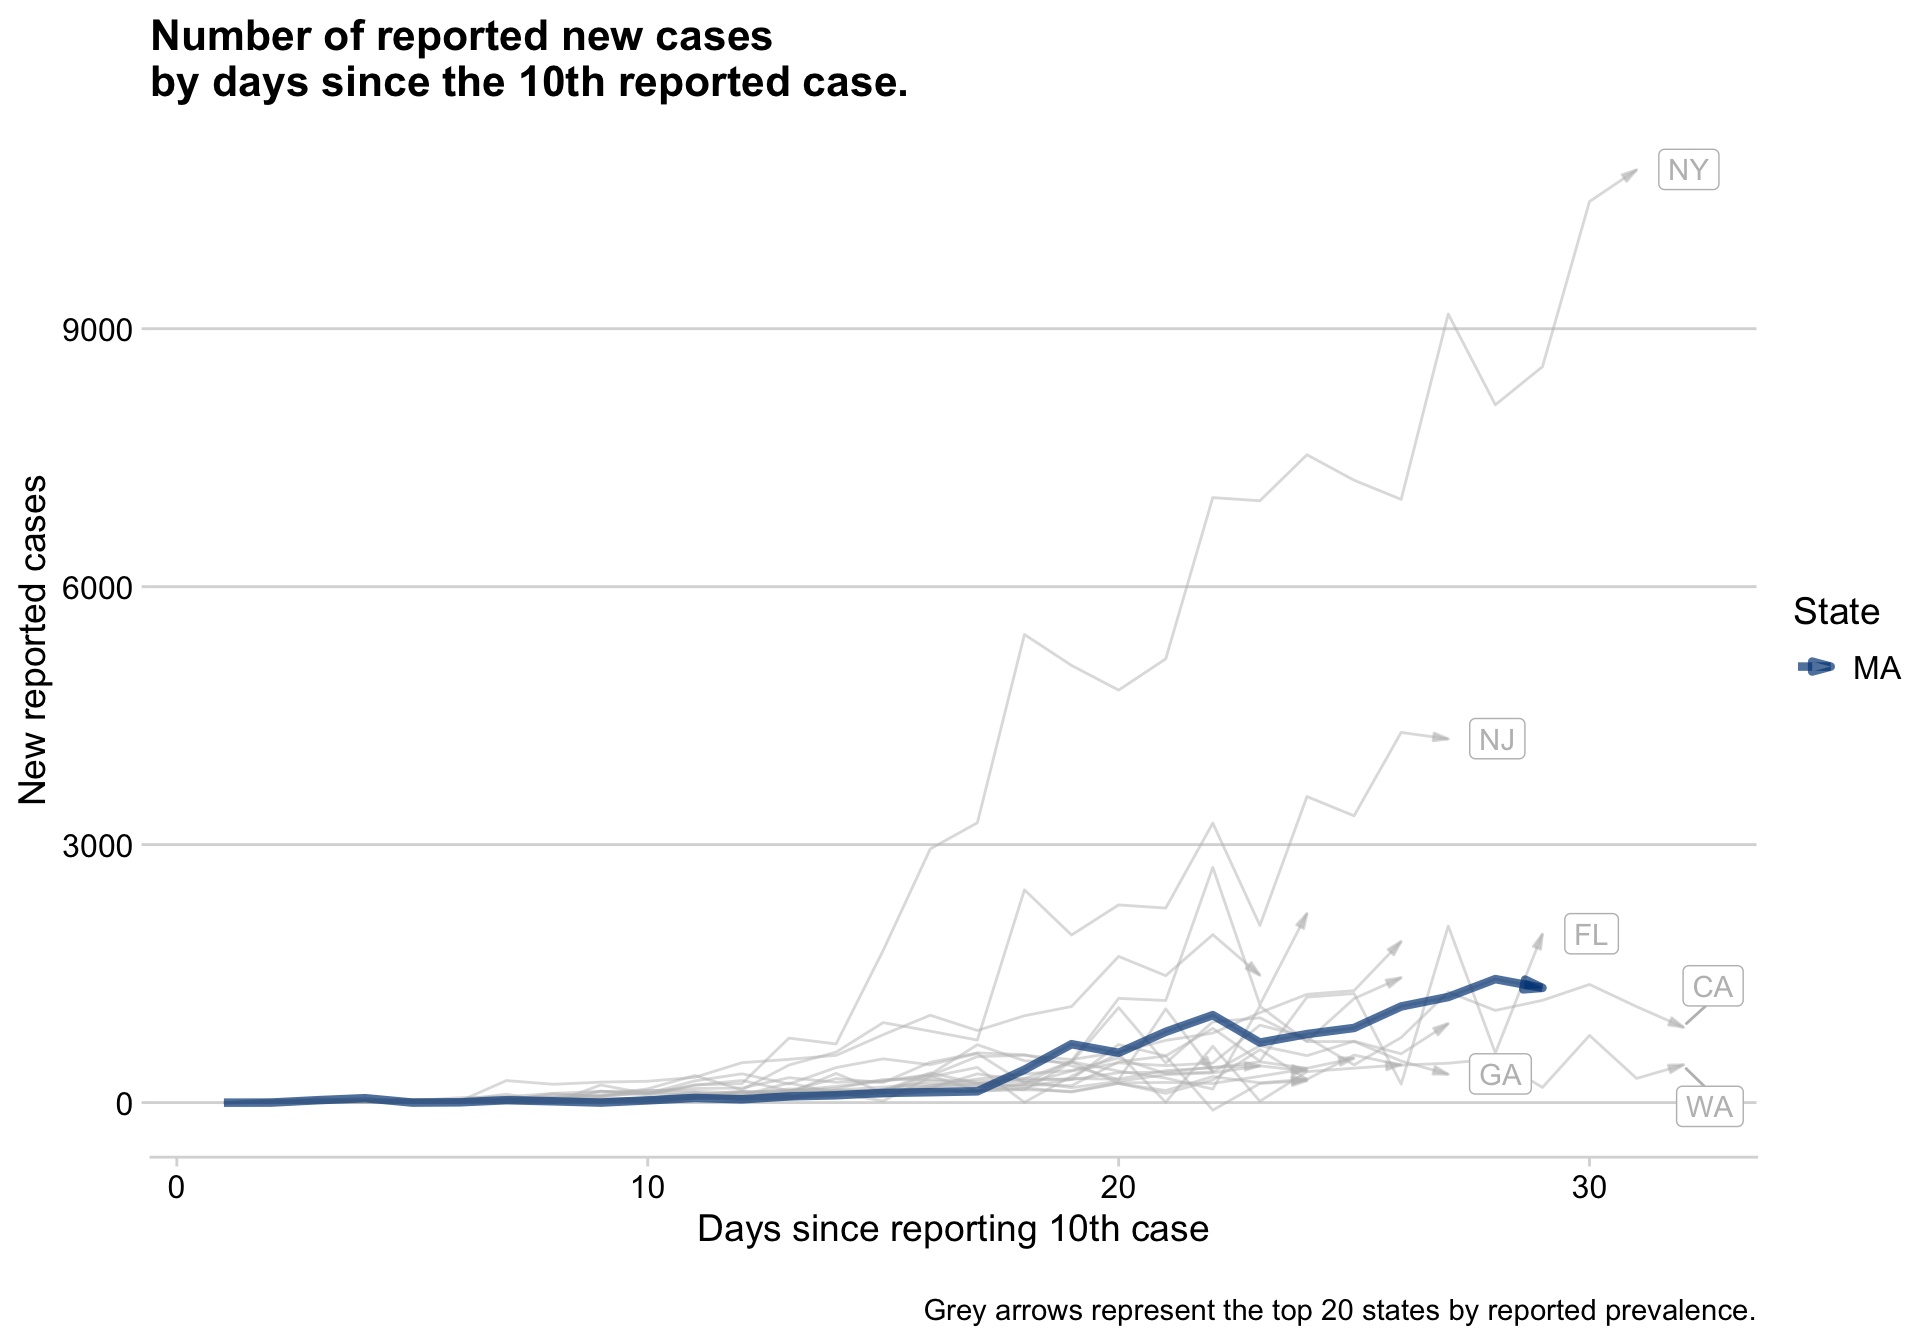 Number of reported new cases
by days since the 10th reported case.
NY
9000
6000
3000
0
New reported cases
NJ
FL
CA
GA
WA
State
MA
0 10 20 30
Days since reporting 10th case
Grey arrows represent the top 20 states by reported prevalence.